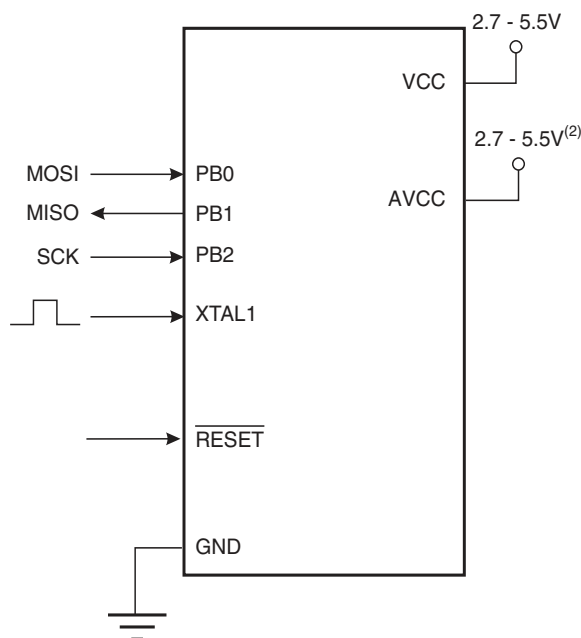 2.7 - 5.5V
VCC
2.7 - 5.5V(2)
AVCC
MOSI PB0
MISO PB1
SCK PB2
XTAL1
RESET
GND